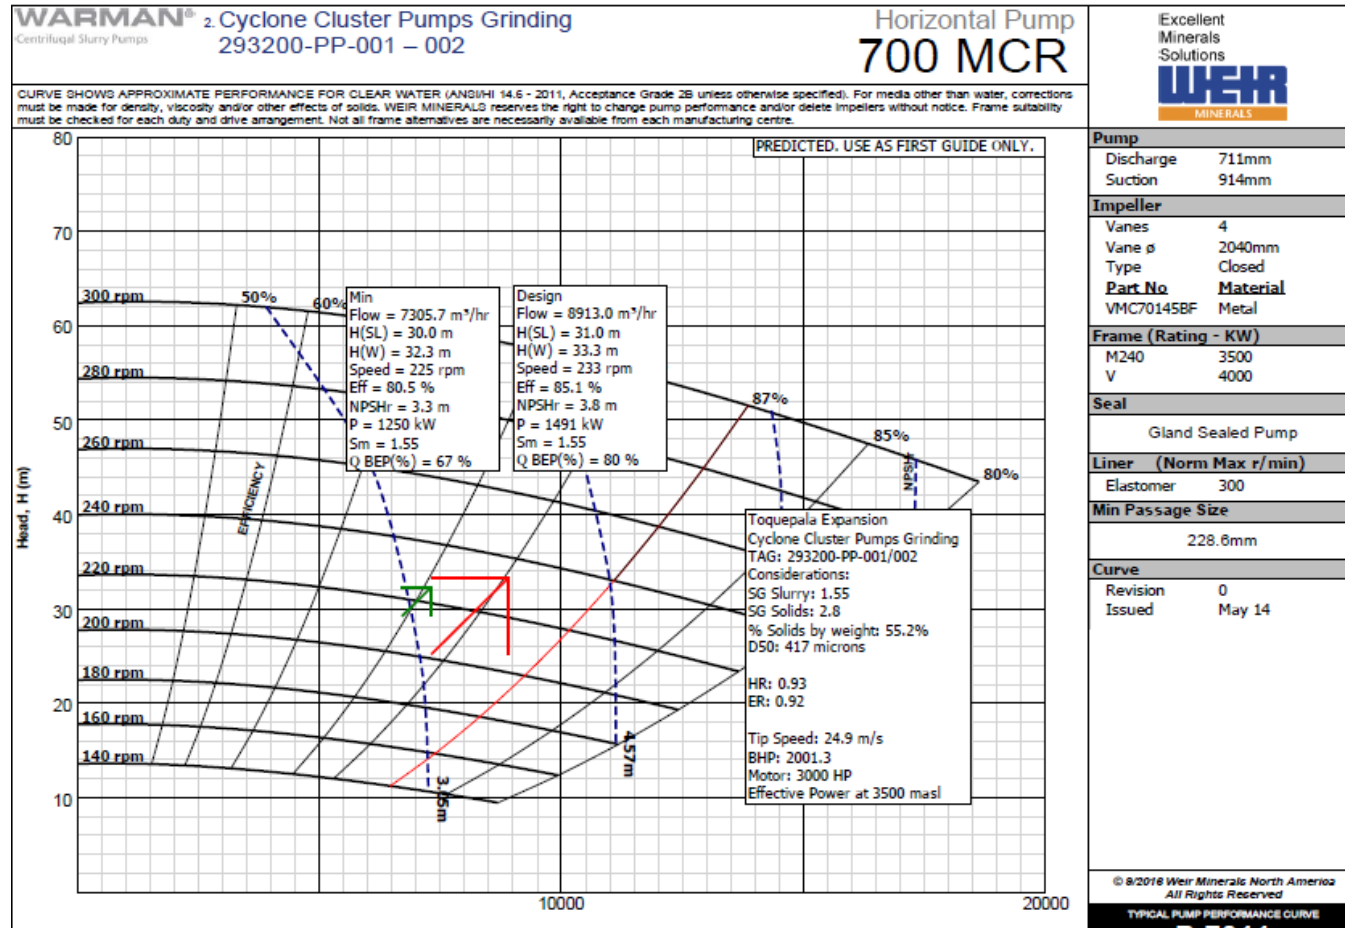 WARMAN®
Centrifugal Slurry Pumps
2. Cyclone Cluster Pumps Grinding
293200-PP-001 – 002
Horizontal Pump
700 MCR
CURVE SHOWS APPROXIMATE PERFORMANCE FOR CLEAR WATER (ANSI/HI 14.6 - 2011, Acceptance Grade 2B unless otherwise specified). For media other than water, corrections
must be made for density, viscosity and/or other effects of solids. WEIR MINERALS reserves the right to change pump performance and/or delete impellers without notice. Frame suitability
must be checked for each duty and drive arrangement. Not all frame alternatives are necessarily available from each manufacturing centre.
PREDICTED. USE AS FIRST GUIDE ONLY.
80
70
60
50
40
30
20
10
Head, H (m)
10000
20000
300 rpm
280 rpm
260 rpm
240 rpm
220 rpm
200 rpm
180 rpm
160 rpm
140 rpm
50%
60%
87%
85%
80%
EFFICIENCY
NPSHr
3.05m
4.57m
Min
Flow = 7305.7 m³/hr
H(SL) = 30.0 m
H(W) = 32.3 m
Speed = 225 rpm
Eff = 80.5 %
NPSHr = 3.3 m
P = 1250 kW
Sm = 1.55
Q BEP(%) = 67 %
Design
Flow = 8913.0 m³/hr
H(SL) = 31.0 m
H(W) = 33.3 m
Speed = 233 rpm
Eff = 85.1 %
NPSHr = 3.8 m
P = 1491 kW
Sm = 1.55
Q BEP(%) = 80 %
Toquepala Expansion
Cyclone Cluster Pumps Grinding
TAG: 293200-PP-001/002
Considerations:
SG Slurry: 1.55
SG Solids: 2.8
% Solids by weight: 55.2%
D50: 417 microns
HR: 0.93
ER: 0.92
Tip Speed: 24.9 m/s
BHP: 2001.3
Motor: 3000 HP
Effective Power at 3500 masl
Excellent
Minerals
Solutions
WEIR
MINERALS
Pump
Discharge 711mm
Suction 914mm
Impeller
Vanes 4
Vane ø 2040mm
Type Closed
Part No Material
VMC70145BF Metal
Frame (Rating - KW)
M240 3500
V 4000
Seal
Gland Sealed Pump
Liner (Norm Max r/min)
Elastomer 300
Min Passage Size
228.6mm
Curve
Revision 0
Issued May 14
© 9/2016 Weir Minerals North America
All Rights Reserved
TYPICAL PUMP PERFORMANCE CURVE